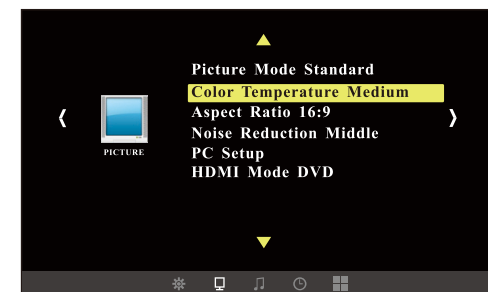 Picture Mode Standard
Color Temperature Medium
Aspect Ratio 16:9
Noise Reduction Middle
PC Setup
HDMI Mode DVD
PICTURE